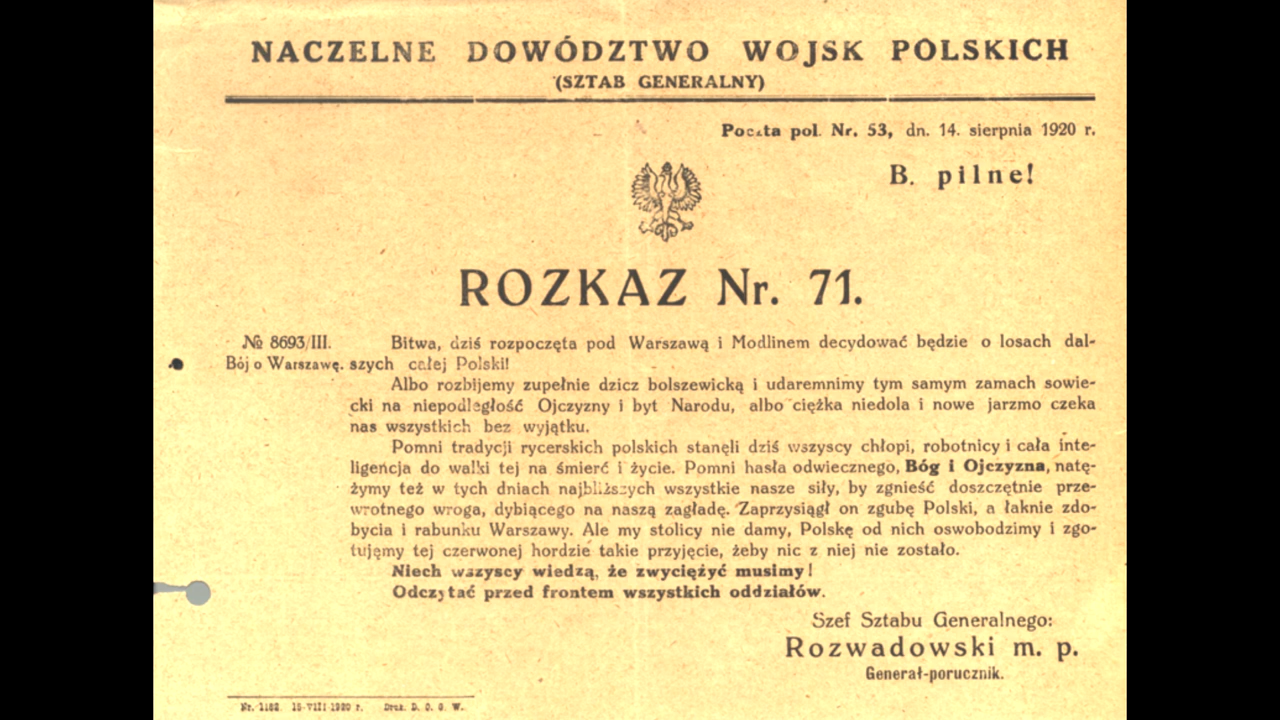 NACZELNE DOWÓDZTWO WOJSK POLSKICH
(SZTAB GENERALNY)
Poczta pol. Nr. 53, dn. 14. sierpnia 1920 r.
B. pilne!
ROZKAZ Nr. 71.
№ 8693/III.
Bój o Warszawę.
Bitwa, dziś rozpoczęta pod Warszawą i Modlinem decydować będzie o losach dal-
szych całej Polski!
Albo rozbijemy zupełnie dzicz bolszewicką i udaremnimy tym samym zamach sowie-
cki na niepodległość Ojczyzny i byt Narodu, albo ciężka niedola i nowe jarzmo czeka
nas wszystkich bez wyjątku.
Pomni tradycji rycerskich polskich stanęli dziś wszyscy chłopi, robotnicy i cała inte-
ligencja do walki tej na śmierć i życie. Pomni hasła odwiecznego, Bóg i Ojczyzna, natę-
żymy też w tych dniach najbliższych wszystkie nasze siły, by zgnieść doszczętnie prze-
wrotnego wroga, dybiącego na naszą zagładę. Zaprzysiągł on zgubę Polski, a łaknie zdo-
bycia i rabunku Warszawy. Ale my stolicy nie damy, Polskę od nich oswobodzimy i zgo-
tujęmy tej czerwonej hordzie takie przyjęcie, żeby nic z niej nie zostało.
Niech wszyscy wiedzą, że zwyciężyć musimy!
Odczytać przed frontem wszystkich oddziałów.
Szef Sztabu Generalnego:
Rozwadowski m. p.
Generał-porucznik.
Nr. 1182. 15-VIII-1920 r. Druk. D. O. G. W.